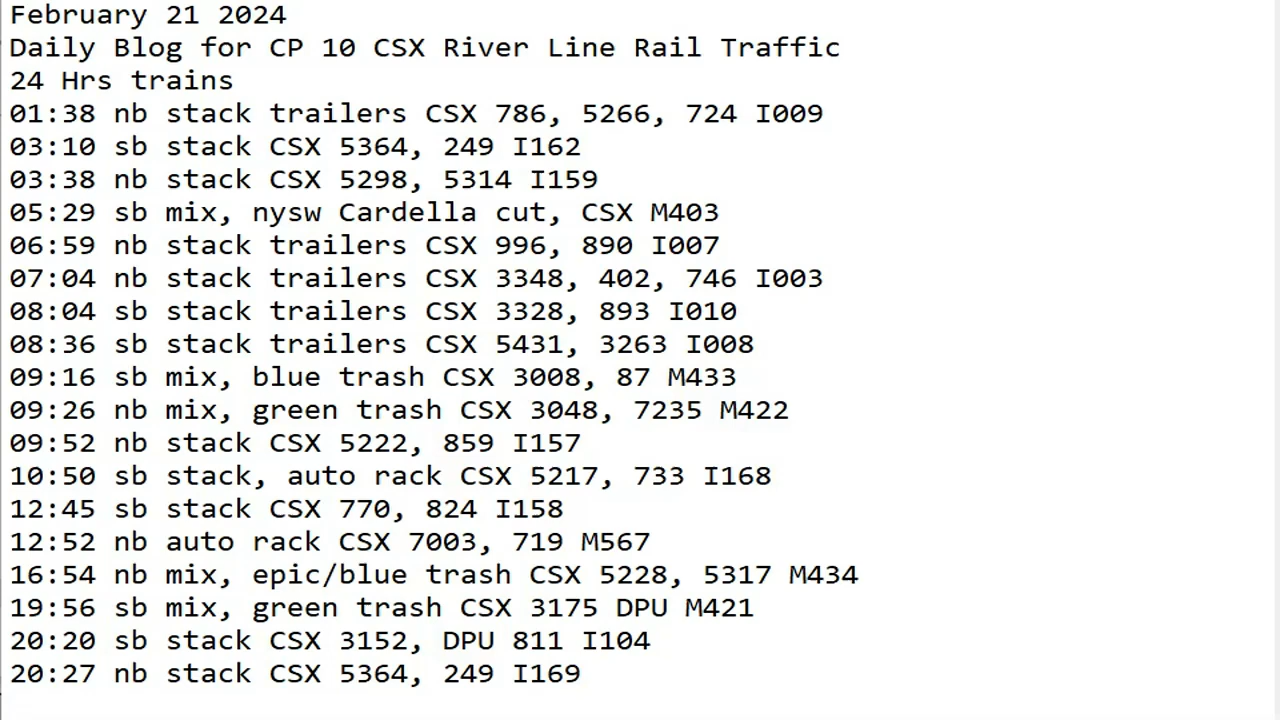 February 21 2024
Daily Blog for CP 10 CSX River Line Rail Traffic
24 Hrs trains
01:38 nb stack trailers CSX 786, 5266, 724 I009
03:10 sb stack CSX 5364, 249 I162
03:38 nb stack CSX 5298, 5314 I159
05:29 sb mix, nysw Cardella cut, CSX M403
06:59 nb stack trailers CSX 996, 890 I007
07:04 nb stack trailers CSX 3348, 402, 746 I003
08:04 sb stack trailers CSX 3328, 893 I010
08:36 sb stack trailers CSX 5431, 3263 I008
09:16 sb mix, blue trash CSX 3008, 87 M433
09:26 nb mix, green trash CSX 3048, 7235 M422
09:52 nb stack CSX 5222, 859 I157
10:50 sb stack, auto rack CSX 5217, 733 I168
12:45 sb stack CSX 770, 824 I158
12:52 nb auto rack CSX 7003, 719 M567
16:54 nb mix, epic/blue trash CSX 5228, 5317 M434
19:56 sb mix, green trash CSX 3175 DPU M421
20:20 sb stack CSX 3152, DPU 811 I104
20:27 nb stack CSX 5364, 249 I169